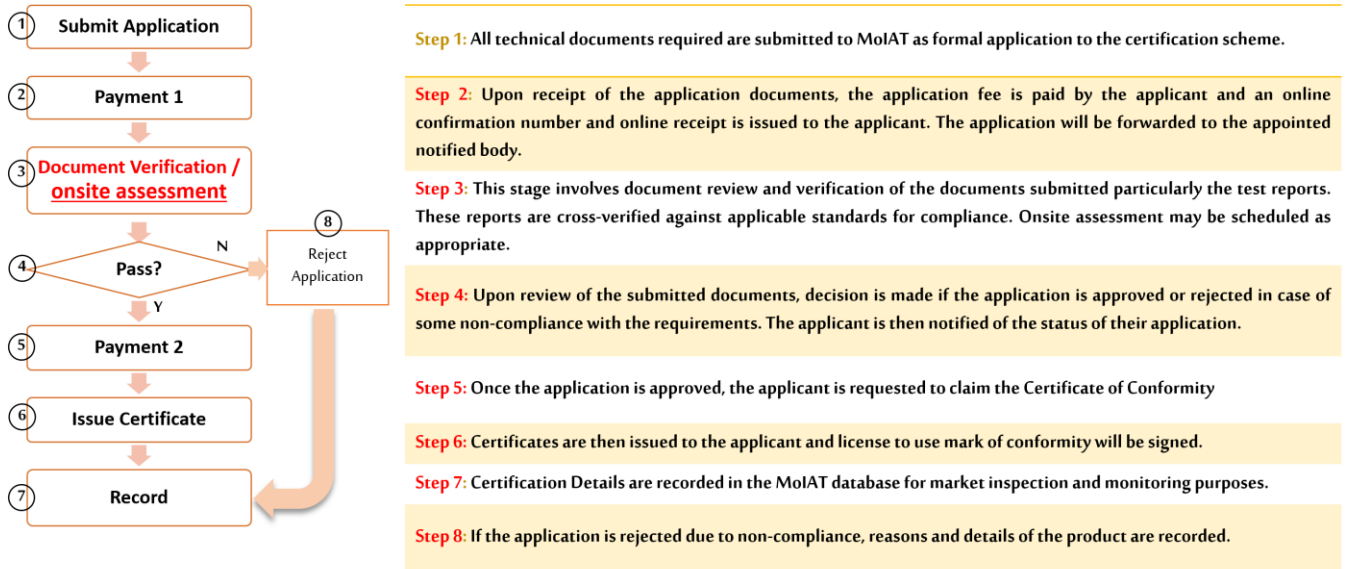 1
Submit Application
2
Payment 1
3
Document Verification /
onsite assessment
4
Pass?
N
Y
8
Reject
Application
5
Payment 2
6
Issue Certificate
7
Record
Step 1: All technical documents required are submitted to MoIAT as formal application to the certification scheme.
Step 2: Upon receipt of the application documents, the application fee is paid by the applicant and an online
confirmation number and online receipt is issued to the applicant. The application will be forwarded to the appointed
notified body.
Step 3: This stage involves document review and verification of the documents submitted particularly the test reports.
These reports are cross-verified against applicable standards for compliance. Onsite assessment may be scheduled as
appropriate.
Step 4: Upon review of the submitted documents, decision is made if the application is approved or rejected in case of
some non-compliance with the requirements. The applicant is then notified of the status of their application.
Step 5: Once the application is approved, the applicant is requested to claim the Certificate of Conformity
Step 6: Certificates are then issued to the applicant and license to use mark of conformity will be signed.
Step 7: Certification Details are recorded in the MoIAT database for market inspection and monitoring purposes.
Step 8: If the application is rejected due to non-compliance, reasons and details of the product are recorded.